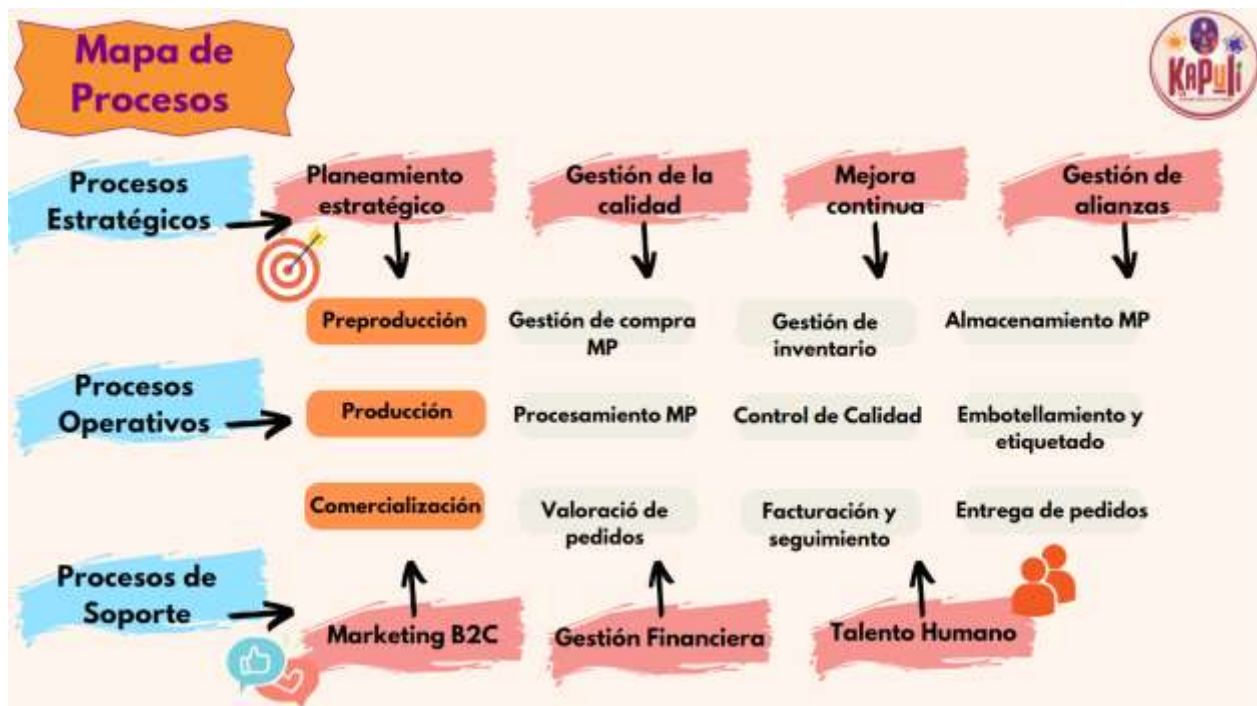 Mapa de
Procesos
KAPULI
Procesos
Estratégicos
Planeamiento
estratégico
Gestión de la
calidad
Mejora
continua
Gestión de
alianzas
Preproducción
Gestión de compra
MP
Gestión de
inventario
Almacenamiento MP
Procesos
Operativos
Producción
Procesamiento MP
Control de Calidad
Embotellamiento y
etiquetado
Comercialización
Valoració de
pedidos
Facturación y
seguimiento
Entrega de pedidos
Procesos de
Soporte
Marketing B2C
Gestión Financiera
Talento Humano